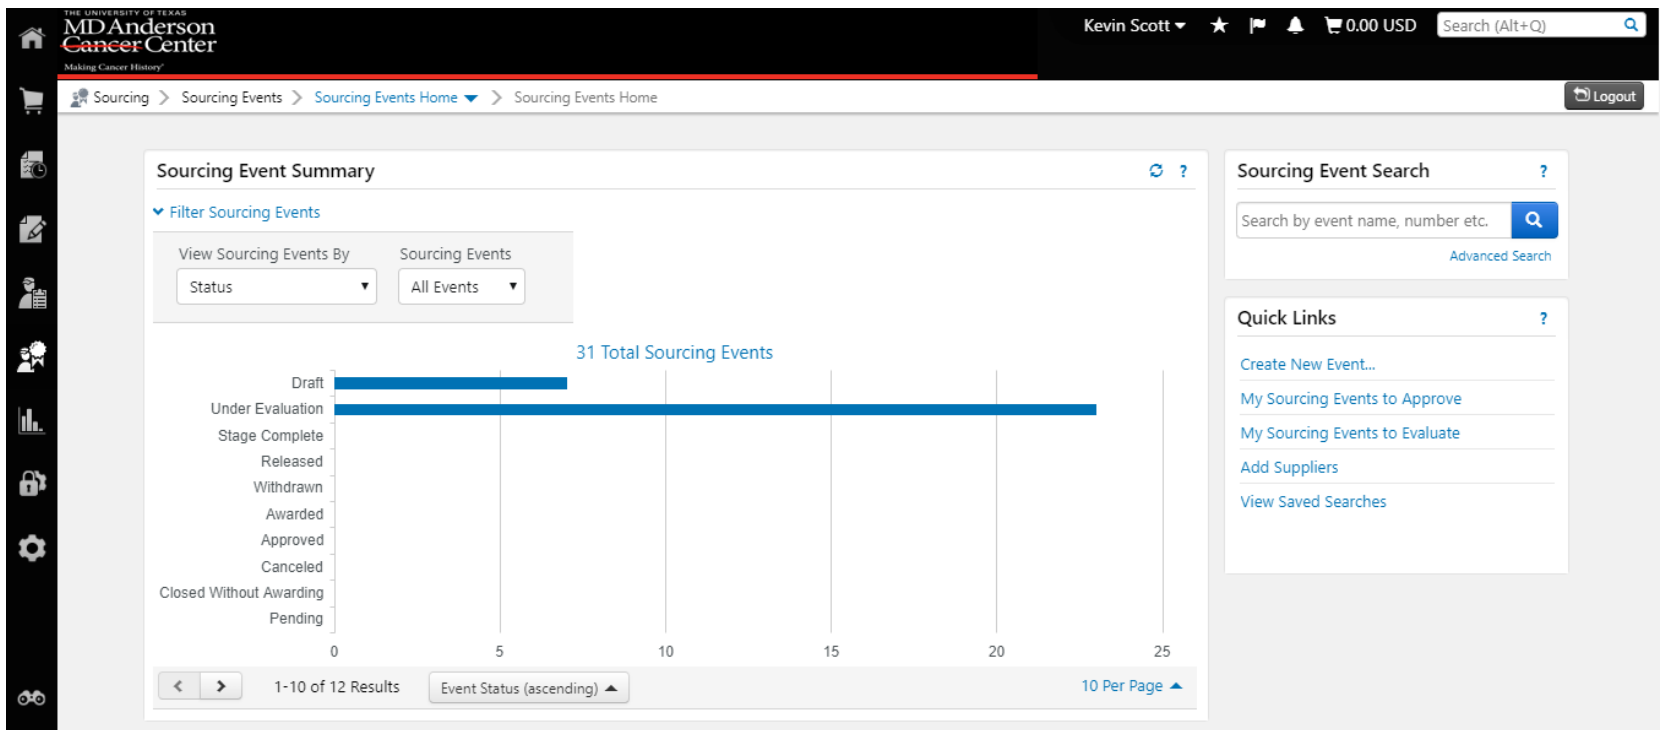 THE UNIVERSITY OF TEXAS
MD Anderson
Cancer Center
Making Cancer History®
Kevin Scott
0.00 USD
Search (Alt+Q)
Sourcing > Sourcing Events > Sourcing Events Home > Sourcing Events Home
Logout
Sourcing Event Summary
?
Filter Sourcing Events
View Sourcing Events By
Sourcing Events
Status
All Events
31 Total Sourcing Events
Draft
Under Evaluation
Stage Complete
Released
Withdrawn
Awarded
Approved
Canceled
Closed Without Awarding
Pending
0 5 10 15 20 25
< > 1-10 of 12 Results
Event Status (ascending)
10 Per Page
Sourcing Event Search
?
Search by event name, number etc.
Advanced Search
Quick Links
?
Create New Event...
My Sourcing Events to Approve
My Sourcing Events to Evaluate
Add Suppliers
View Saved Searches